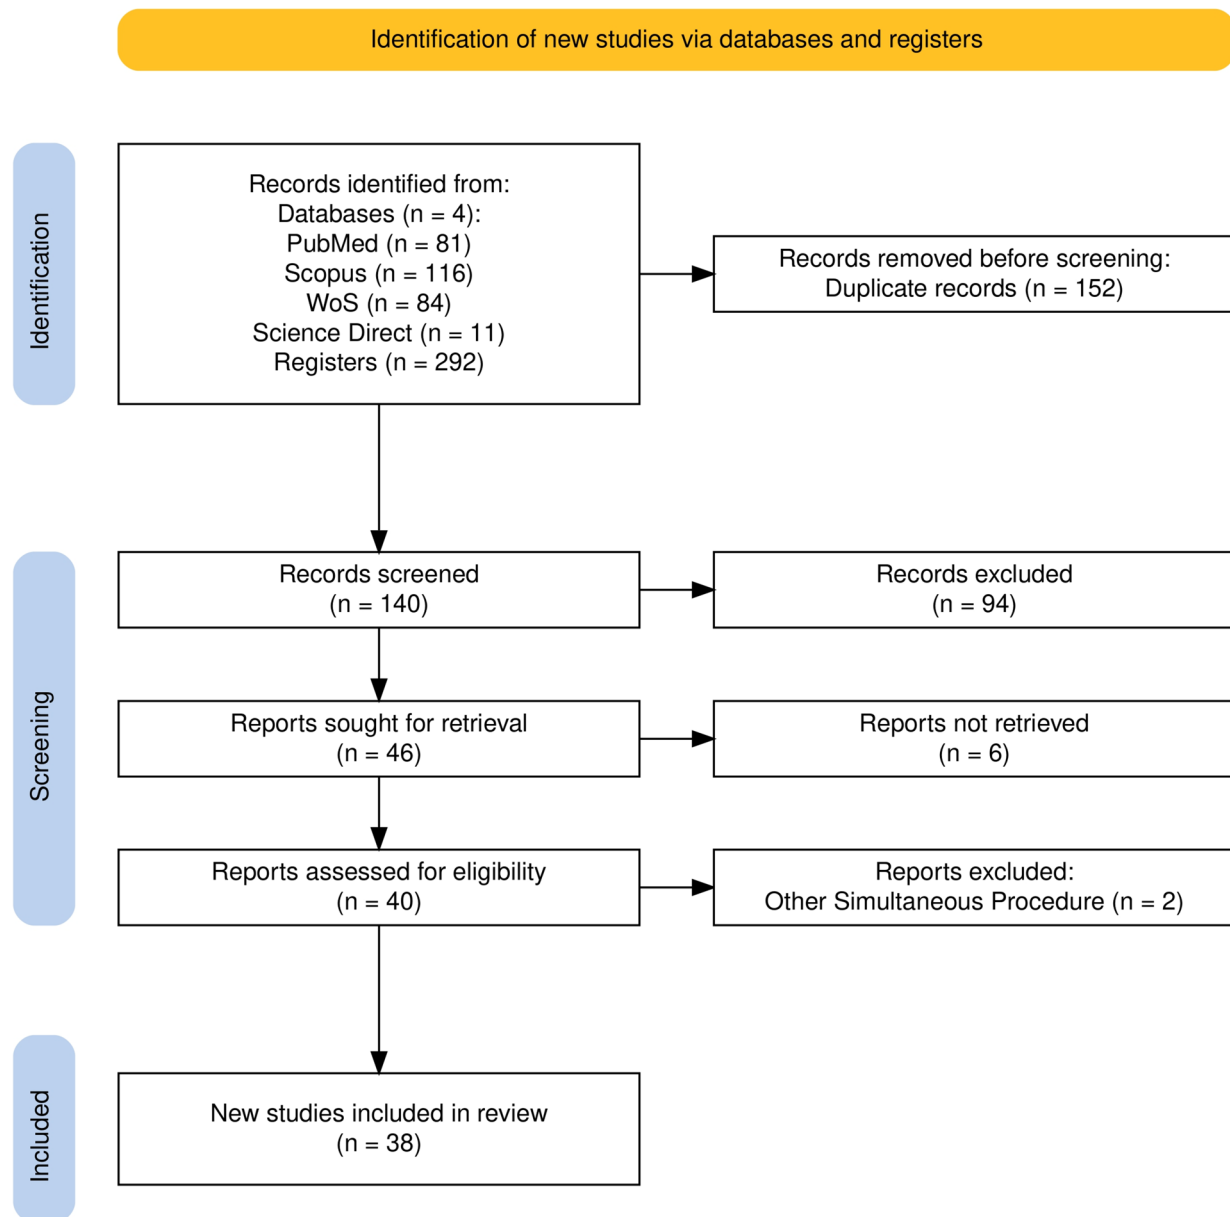 Identification of new studies via databases and registers
Identification
Records identified from:
Databases (n = 4):
PubMed (n = 81)
Scopus (n = 116)
WoS (n = 84)
Science Direct (n = 11)
Registers (n = 292)
Records removed before screening:
Duplicate records (n = 152)
Screening
Records screened
(n = 140)
Records excluded
(n = 94)
Reports sought for retrieval
(n = 46)
Reports not retrieved
(n = 6)
Reports assessed for eligibility
(n = 40)
Reports excluded:
Other Simultaneous Procedure (n = 2)
Included
New studies included in review
(n = 38)